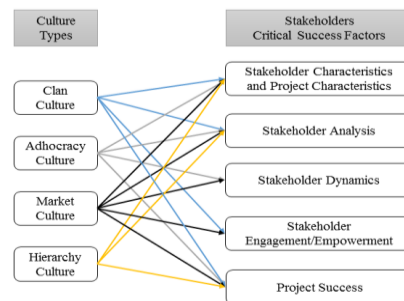 Culture
Types
Stakeholders
Critical Success Factors
Clan
Culture
Adhocracy
Culture
Market
Culture
Hierarchy
Culture
Stakeholder Characteristics
and Project Characteristics
Stakeholder Analysis
Stakeholder Dynamics
Stakeholder
Engagement/Empowerment
Project Success